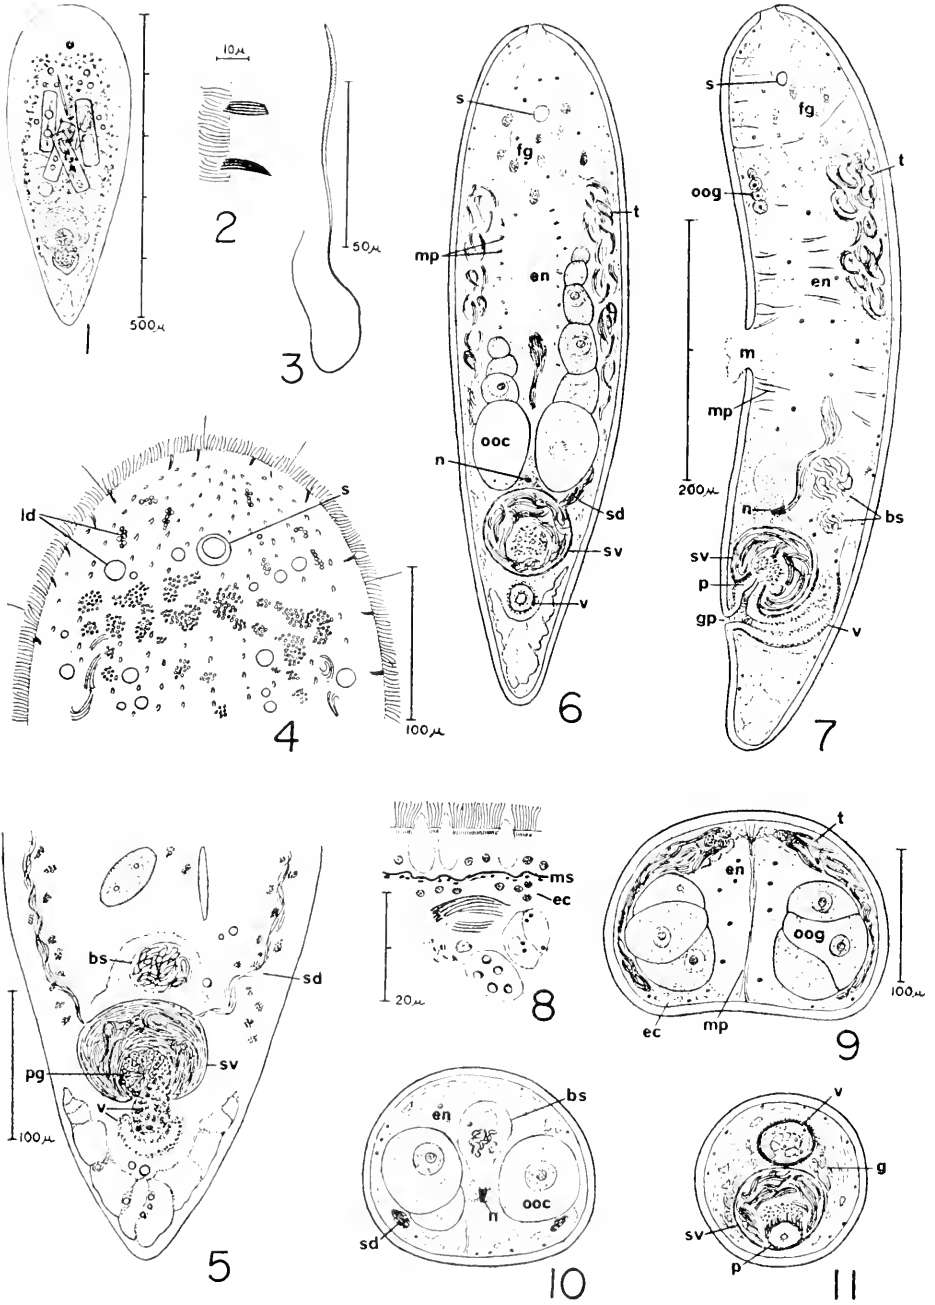 500μ
1
10μ
2
50μ
3
ld
s
100μ
4
s
fg
t
mp
en
ooc
n
sd
sv
v
6
s
fg
t
oog
en
m
mp
200μ
n
bs
sv
p
gp
v
7
bs
sd
sv
pg
v
100μ
5
ms
ec
20μ
8
t
en
oog
100μ
ec
mp
9
en
bs
ooc
n
sd
10
v
g
sv
p
11